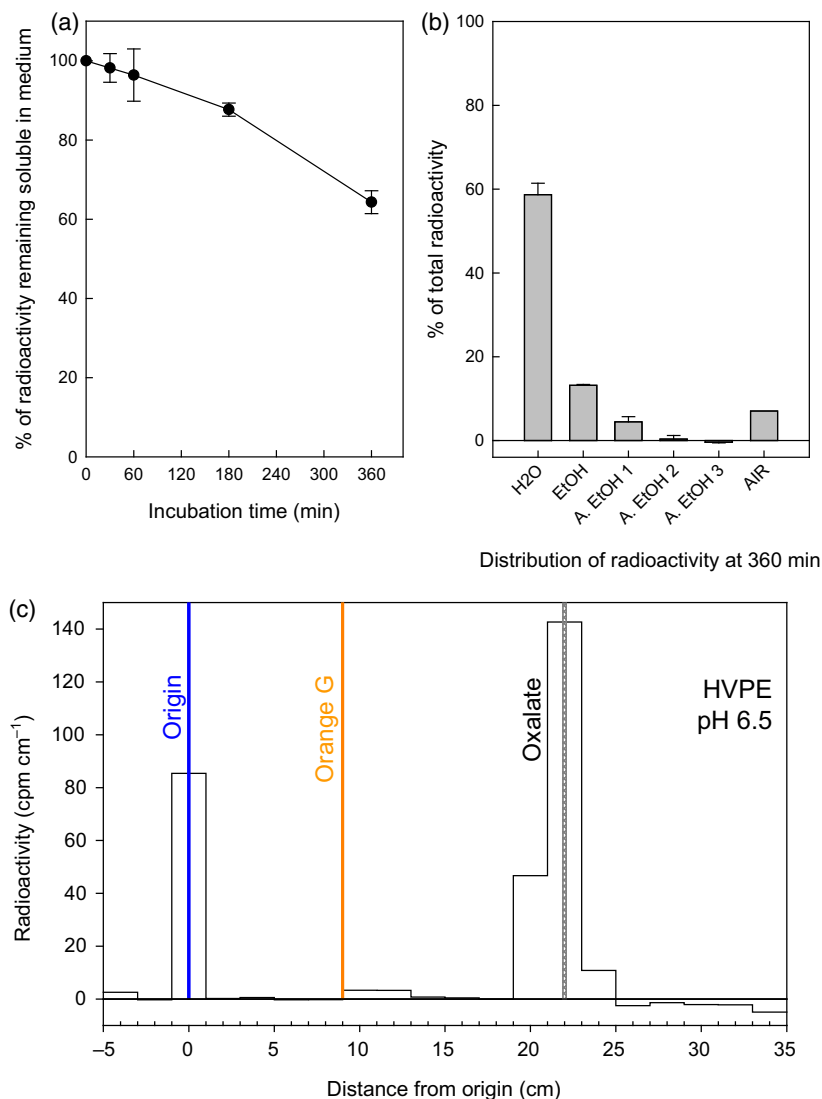 (a)
% of radioactivity remaining soluble in medium
100
80
60
40
20
0
0 60 120 180 240 300 360
Incubation time (min)
(b)
% of total radioactivity
100
80
60
40
20
0
H2O
EtOH
A. EtOH 1
A. EtOH 2
A. EtOH 3
AIR
Distribution of radioactivity at 360 min
(c)
Radioactivity (cpm cm⁻¹)
140
120
100
80
60
40
20
0
Origin
Orange G
Oxalate
HVPE
pH 6.5
–5 0 5 10 15 20 25 30 35
Distance from origin (cm)